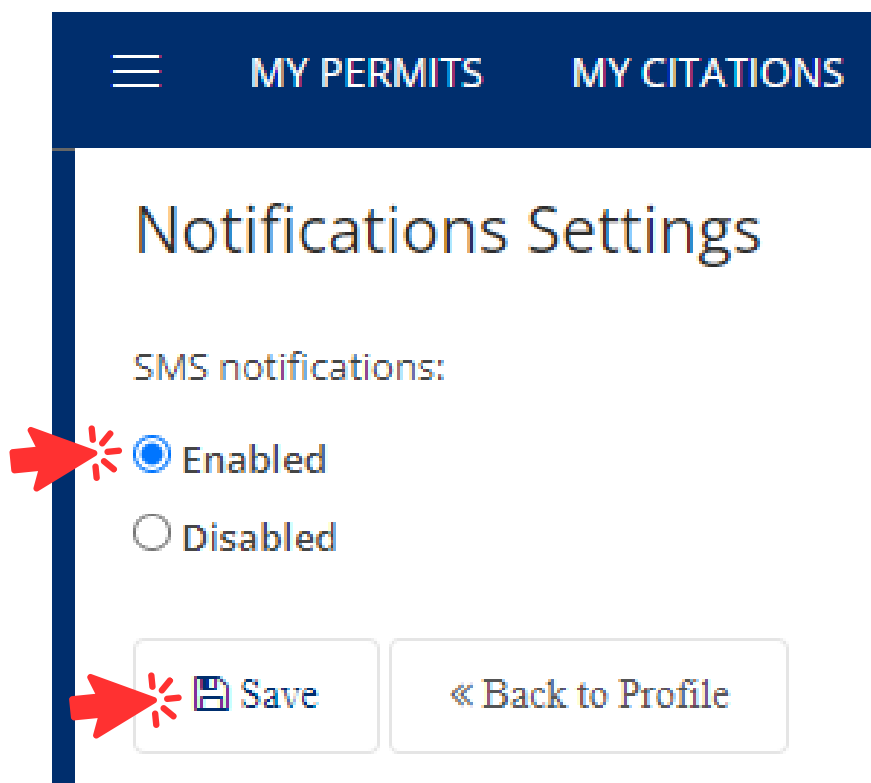 MY PERMITS MY CITATIONS
Notifications Settings
SMS notifications:
Enabled
Disabled
Save « Back to Profile